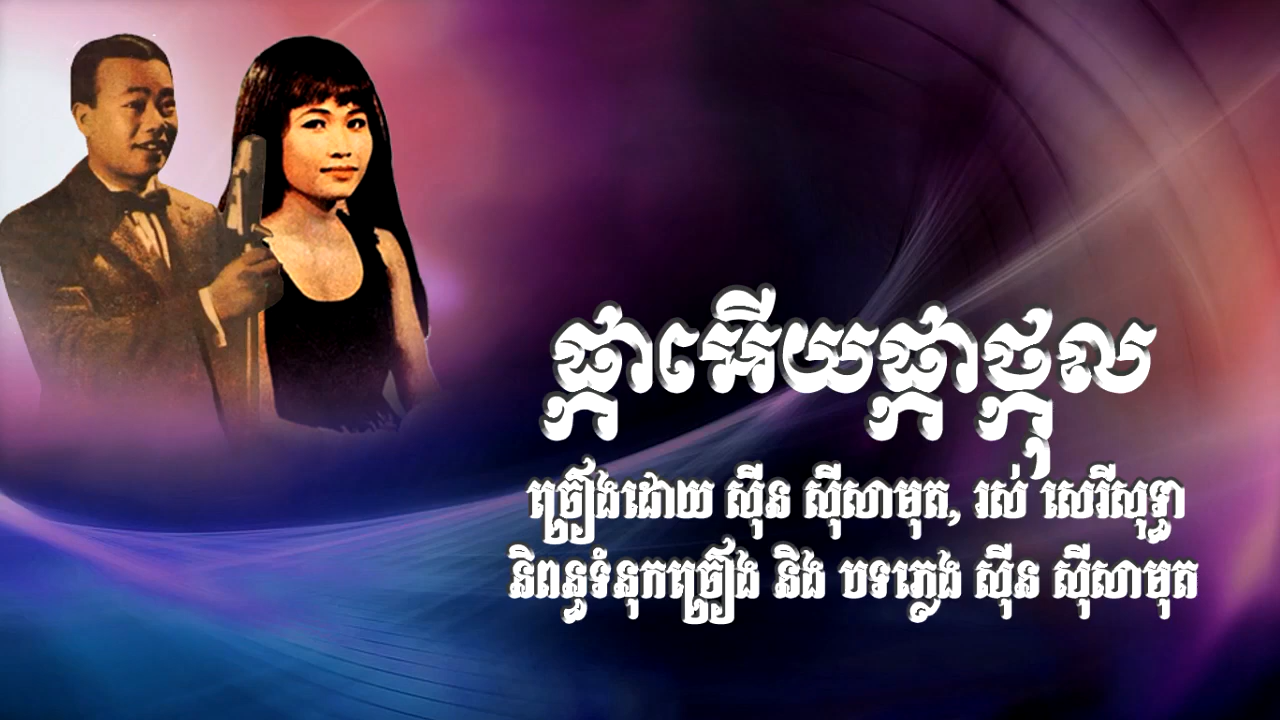 ផ្កាអើយផ្កាថ្កុល
ច្រៀងដោយ ស៊ីន ស៊ីសាមុត, រស់ សេរីសុទ្ធា
និពន្ធទំនុកច្រៀង និង បទភ្លេង ស៊ីន ស៊ីសាមុត